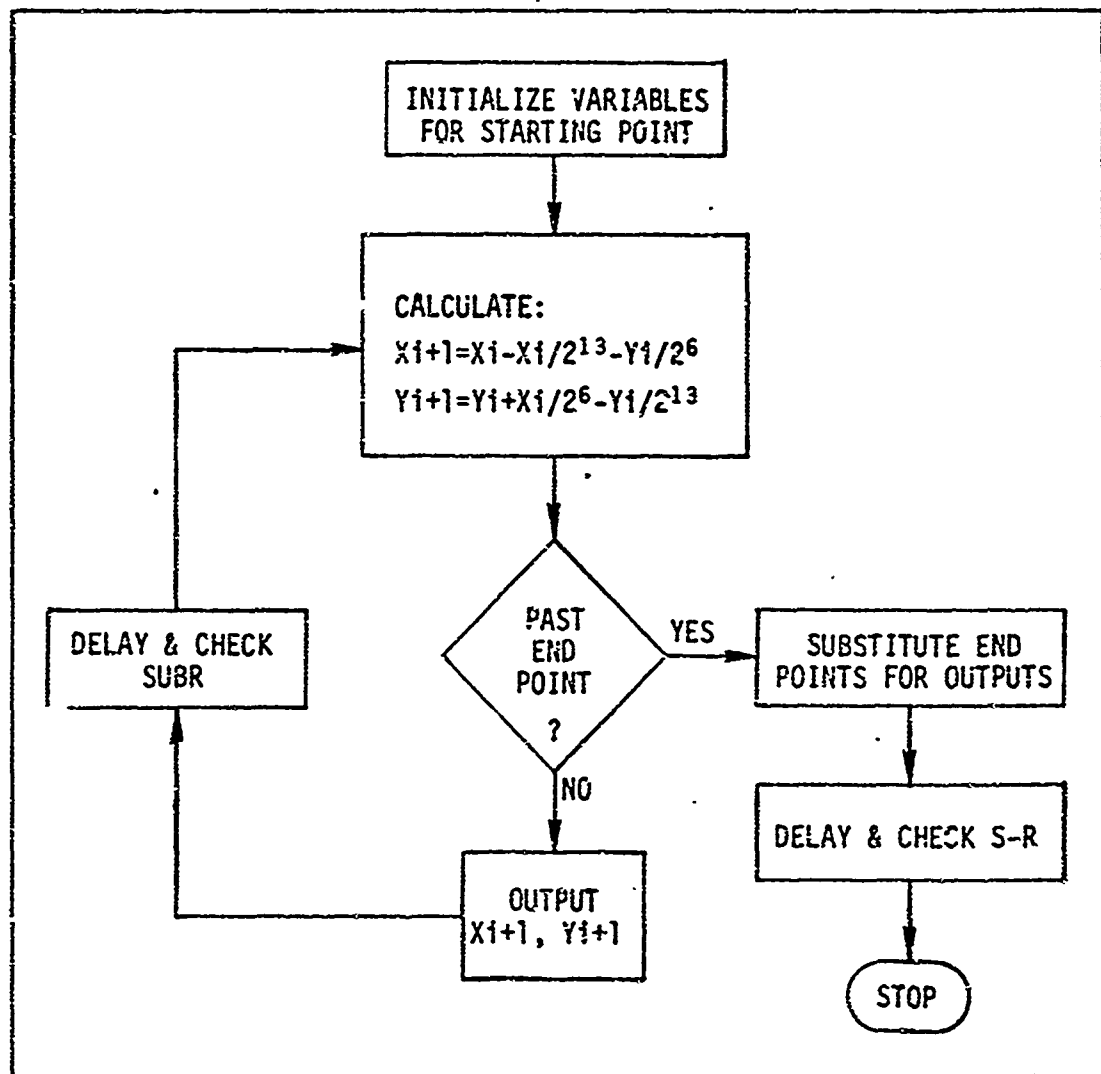 INITIALIZE VARIABLES
FOR STARTING POINT
CALCULATE:
Xi+1=Xi-Xi/2¹³-Yi/2⁶
Yi+1=Yi+Xi/2⁶-Yi/2¹³
PAST
END
POINT
?
YES
SUBSTITUTE END
POINTS FOR OUTPUTS
DELAY & CHECK
SUBR
NO
DELAY & CHECK S-R
OUTPUT
Xi+1, Yi+1
STOP